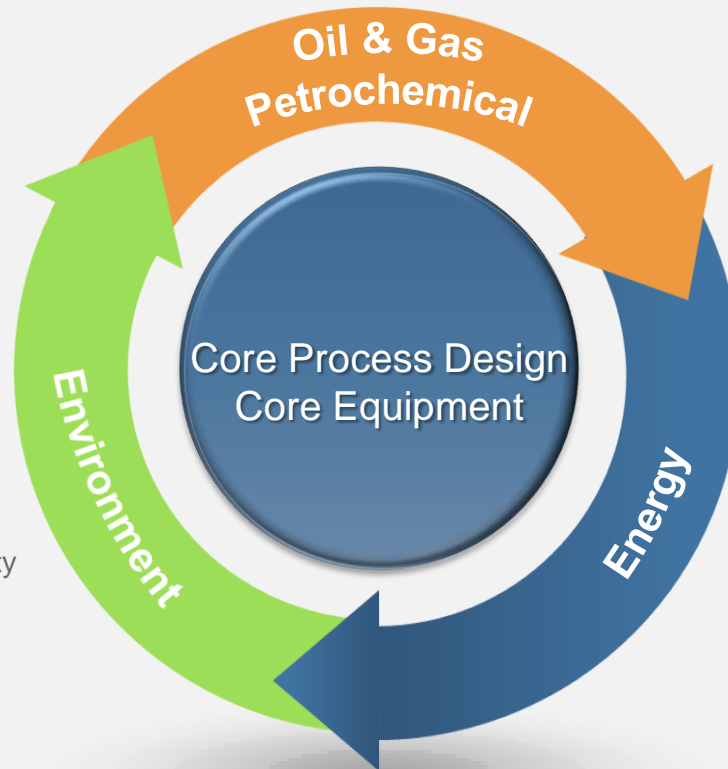 Oil & Gas
Petrochemical
Core Process Design
Core Equipment
Energy
Environment